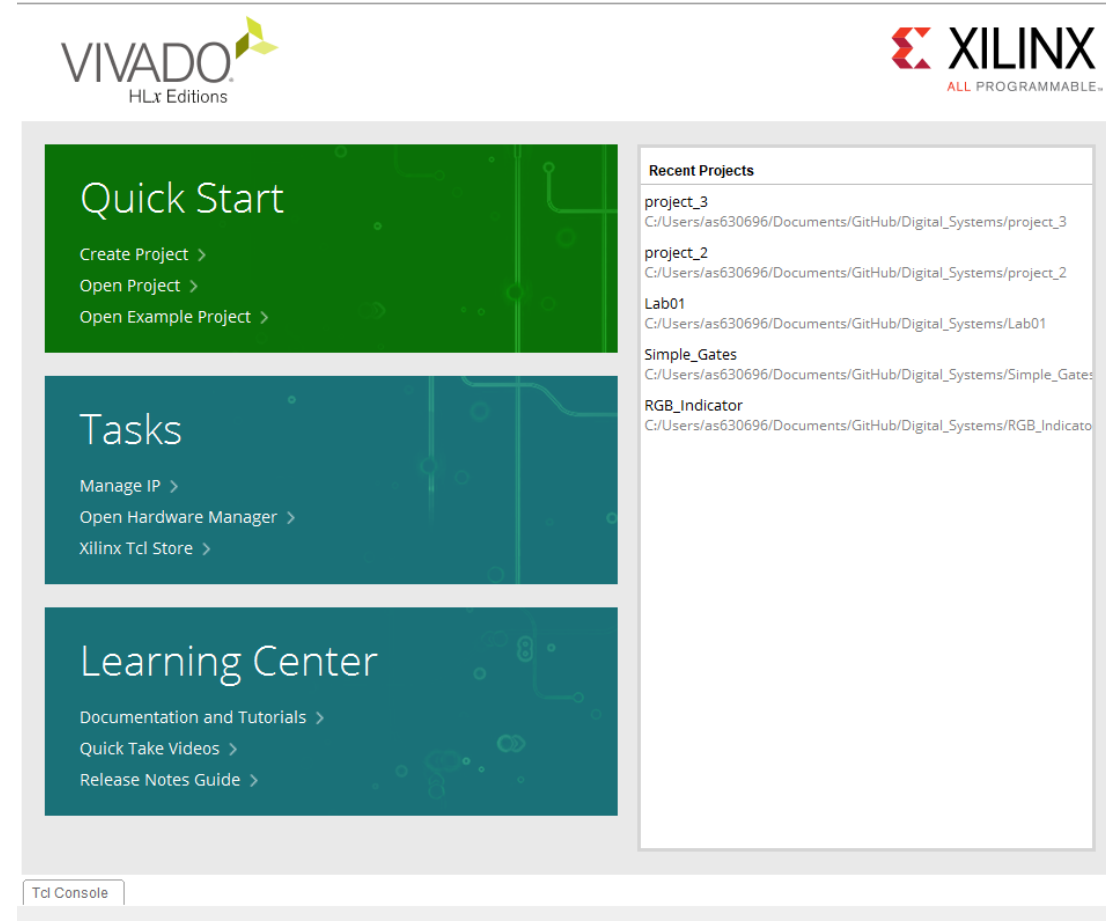 VIVADO.
HLx Editions
XILINX
ALL PROGRAMMABLE™
Quick Start
Create Project >
Open Project >
Open Example Project >
Tasks
Manage IP >
Open Hardware Manager >
Xilinx Tcl Store >
Learning Center
Documentation and Tutorials >
Quick Take Videos >
Release Notes Guide >
Recent Projects
project_3
C:/Users/as630696/Documents/GitHub/Digital_Systems/project_3
project_2
C:/Users/as630696/Documents/GitHub/Digital_Systems/project_2
Lab01
C:/Users/as630696/Documents/GitHub/Digital_Systems/Lab01
Simple_Gates
C:/Users/as630696/Documents/GitHub/Digital_Systems/Simple_Gates
RGB_Indicator
C:/Users/as630696/Documents/GitHub/Digital_Systems/RGB_Indicato
Tcl Console